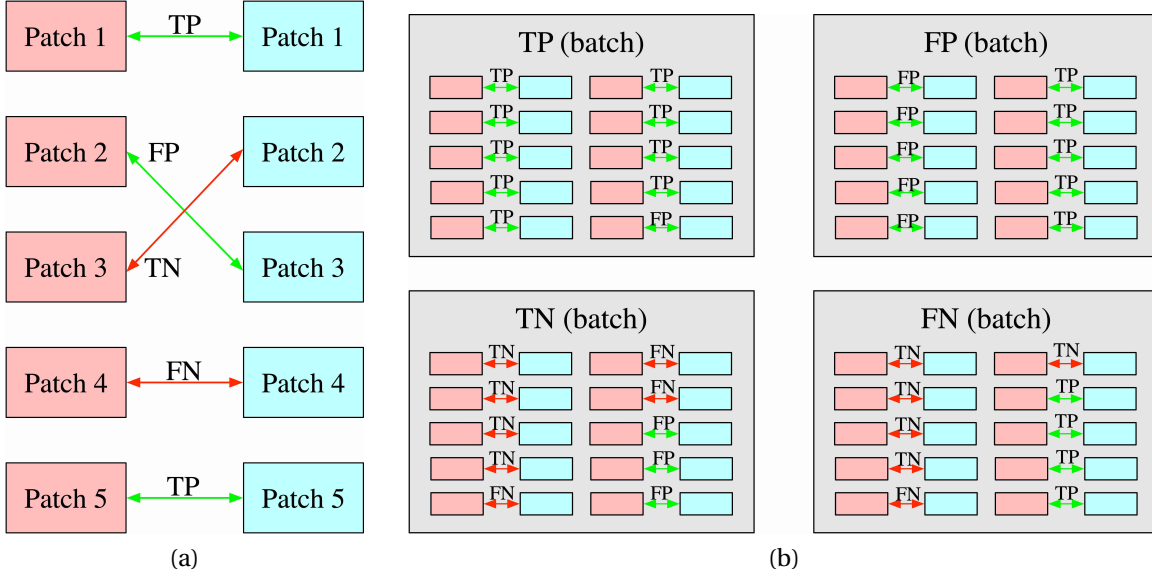 Patch 1 TP Patch 1
Patch 2 FP Patch 2
Patch 3 TN Patch 3
Patch 4 FN Patch 4
Patch 5 TP Patch 5
(a)
TP (batch)
TP TP
TP TP
TP TP
TP TP
TP FP
FP (batch)
FP TP
FP TP
FP TP
FP TP
FP TP
TN (batch)
TN FN
TN FN
TN FP
TN FP
FN FP
FN (batch)
TN TN
TN TP
TN TP
TN TP
FN TP
(b)